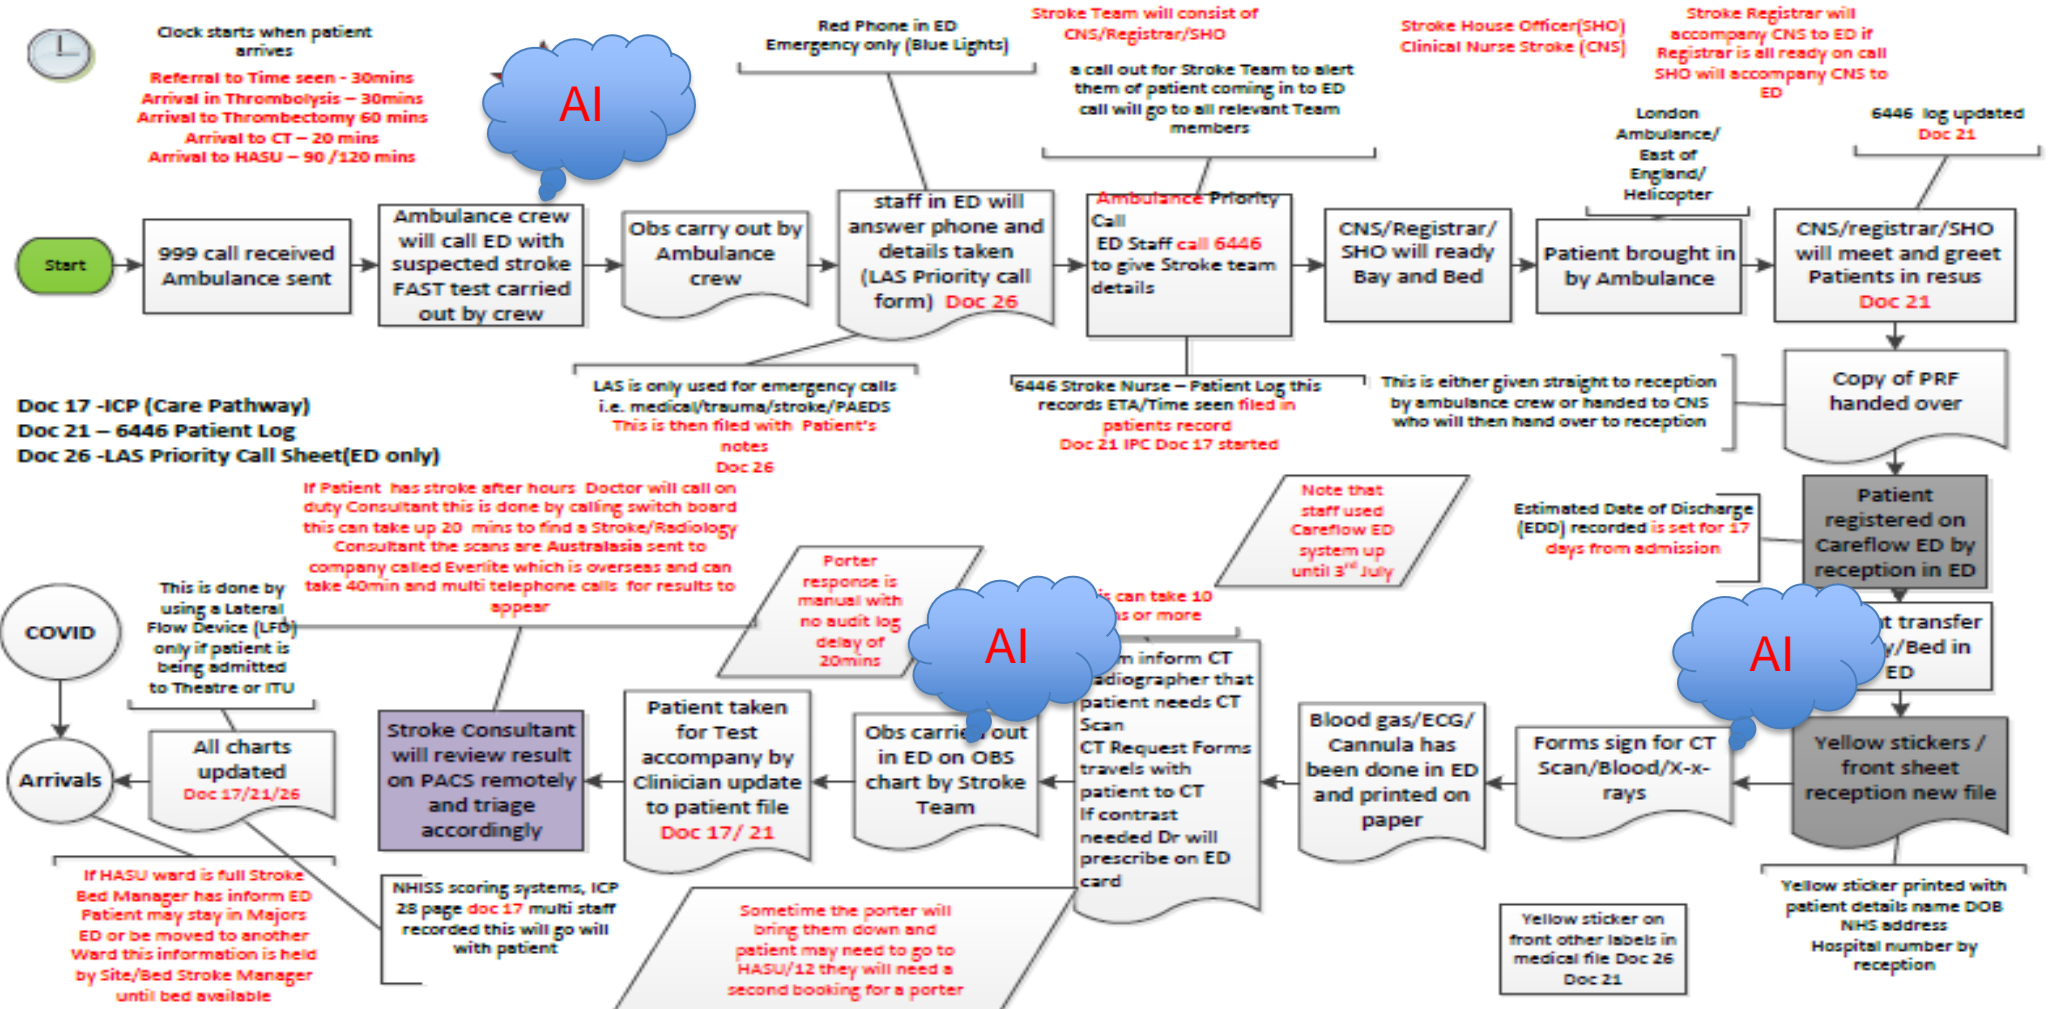 Clock starts when patient
arrives
Referral to Time seen - 30mins
Arrival in Thrombolysis – 30mins
Arrival to Thrombectomy 60 mins
Arrival to CT – 20 mins
Arrival to HASU – 90 /120 mins
AI
Red Phone in ED
Emergency only (Blue Lights)
Stroke Team will consist of
CNS/Registrar/SHO
a call out for Stroke Team to alert
them of patient coming in to ED
call will go to all relevant Team
members
Stroke House Officer(SHO)
Clinical Nurse Stroke (CNS)
Stroke Registrar will
accompany CNS to ED if
Registrar is all ready on call
SHO will accompany CNS to
ED
London
Ambulance/
East of
England/
Helicopter
6446 log updated
Doc 21
Start
999 call received
Ambulance sent
Ambulance crew
will call ED with
suspected stroke
FAST test carried
out by crew
Obs carry out by
Ambulance
crew
staff in ED will
answer phone and
details taken
(LAS Priority call
form) Doc 26
Ambulance Priority
Call
ED Staff call 6446
to give Stroke team
details
CNS/Registrar/
SHO will ready
Bay and Bed
Patient brought in
by Ambulance
CNS/registrar/SHO
will meet and greet
Patients in resus
Doc 21
LAS is only used for emergency calls
i.e. medical/trauma/stroke/PAEDS
This is then filed with Patient's
notes
Doc 26
6446 Stroke Nurse – Patient Log this
records ETA/Time seen filed in
patients record
Doc 21 IPC Doc 17 started
This is either given straight to reception
by ambulance crew or handed to CNS
who will then hand over to reception
Copy of PRF
handed over
Doc 17 -ICP (Care Pathway)
Doc 21 – 6446 Patient Log
Doc 26 -LAS Priority Call Sheet(ED only)
If Patient has stroke after hours Doctor will call on
duty Consultant this is done by calling switch board
this can take up 20 mins to find a Stroke/Radiology
Consultant the scans are Australasia sent to
company called Everlite which is overseas and can
take 40min and multi telephone calls for results to
appear
Note that
staff used
Careflow ED
system up
until 3rd July
Estimated Date of Discharge
(EDD) recorded is set for 17
days from admission
Patient
registered on
Careflow ED by
reception in ED
Porter
response is
manual with
no audit log
delay of
20mins
AI
can take 10
or more
AI
transfer
/Bed in
ED
COVID
This is done by
using a Lateral
Flow Device (LFD)
only if patient is
being admitted
to Theatre or ITU
Arrivals
All charts
updated
Doc 17/21/26
Stroke Consultant
will review result
on PACS remotely
and triage
accordingly
Patient taken
for Test
accompany by
Clinician update
to patient file
Doc 17/ 21
Obs carried out
in ED on OBS
chart by Stroke
Team
inform CT
radiographer that
patient needs CT
Scan
CT Request Forms
travels with
patient to CT
If contrast
needed Dr will
prescribe on ED
card
Blood gas/ECG/
Cannula has
been done in ED
and printed on
paper
Forms sign for CT
Scan/Blood/X-x-
rays
Yellow stickers /
front sheet
reception new file
If HASU ward is full Stroke
Bed Manager has inform ED
Patient may stay in Majors
ED or be moved to another
Ward this information is held
by Site/Bed Stroke Manager
until bed available
NHISS scoring systems, ICP
28 page doc 17 multi staff
recorded this will go will
with patient
Sometime the porter will
bring them down and
patient may need to go to
HASU/12 they will need a
second booking for a porter
Yellow sticker on
front other labels in
medical file Doc 26
Doc 21
Yellow sticker printed with
patient details name DOB
NHS address
Hospital number by
reception